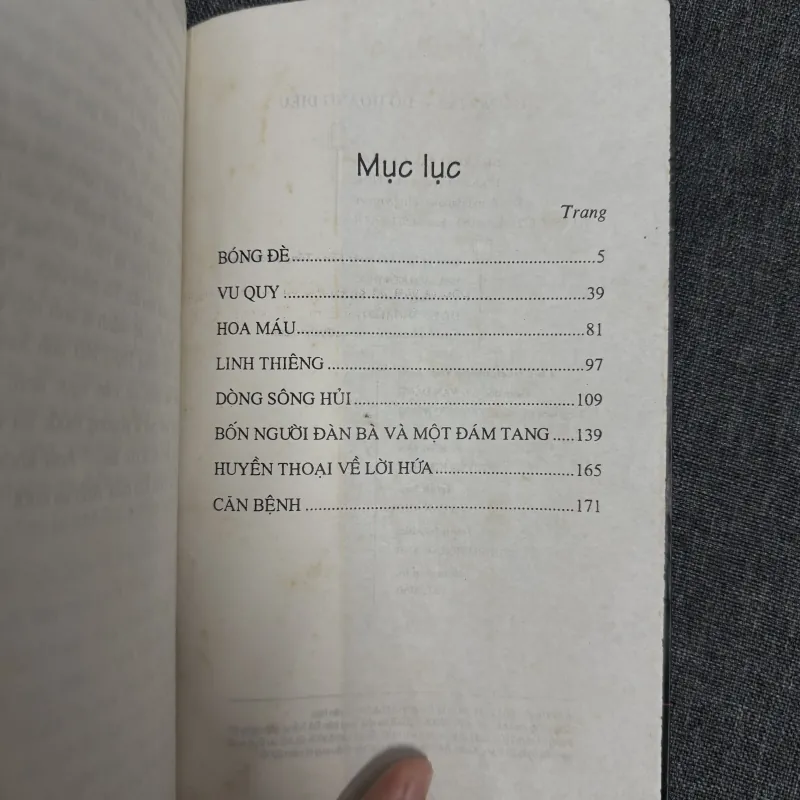 Mục lục
Trang
BÓNG ĐÈ....................................................5
VU QUY.....................................................39
HOA MÁU..................................................81
LINH THIÊNG.............................................97
DÒNG SÔNG HỦI......................................109
BỐN NGƯỜI ĐÀN BÀ VÀ MỘT ĐÁM TANG.....139
HUYỀN THOẠI VỀ LỜI HỨA.........................165
CĂN BỆNH................................................171